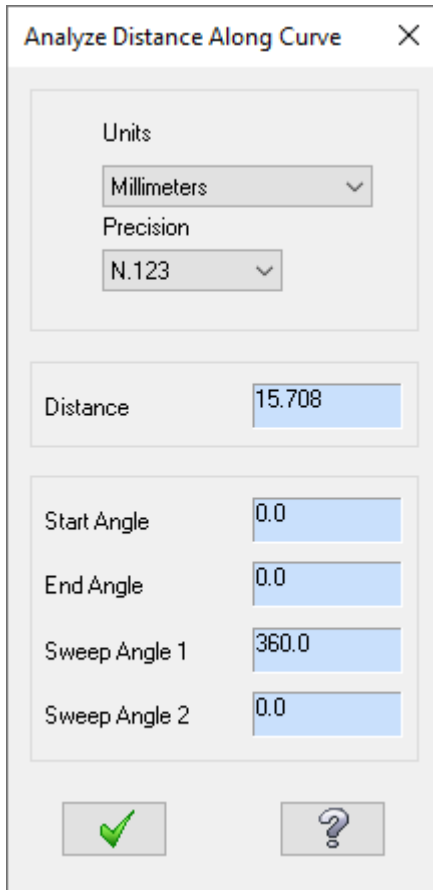 Analyze Distance Along Curve
Units
Millimeters
Precision
N.123
Distance 15.708
Start Angle 0.0
End Angle 0.0
Sweep Angle 1 360.0
Sweep Angle 2 0.0